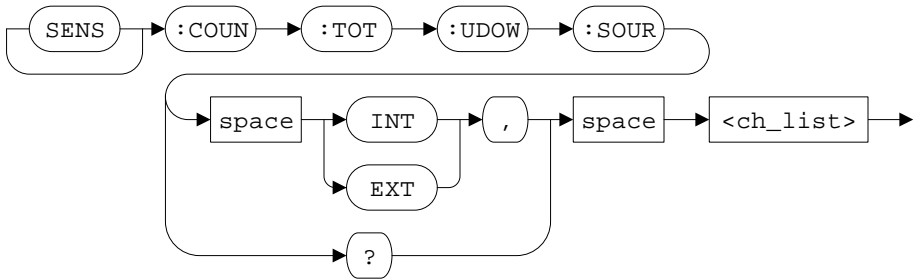 SENS :COUN :TOT :UDOW :SOUR
space INT , space <ch_list>
EXT
?